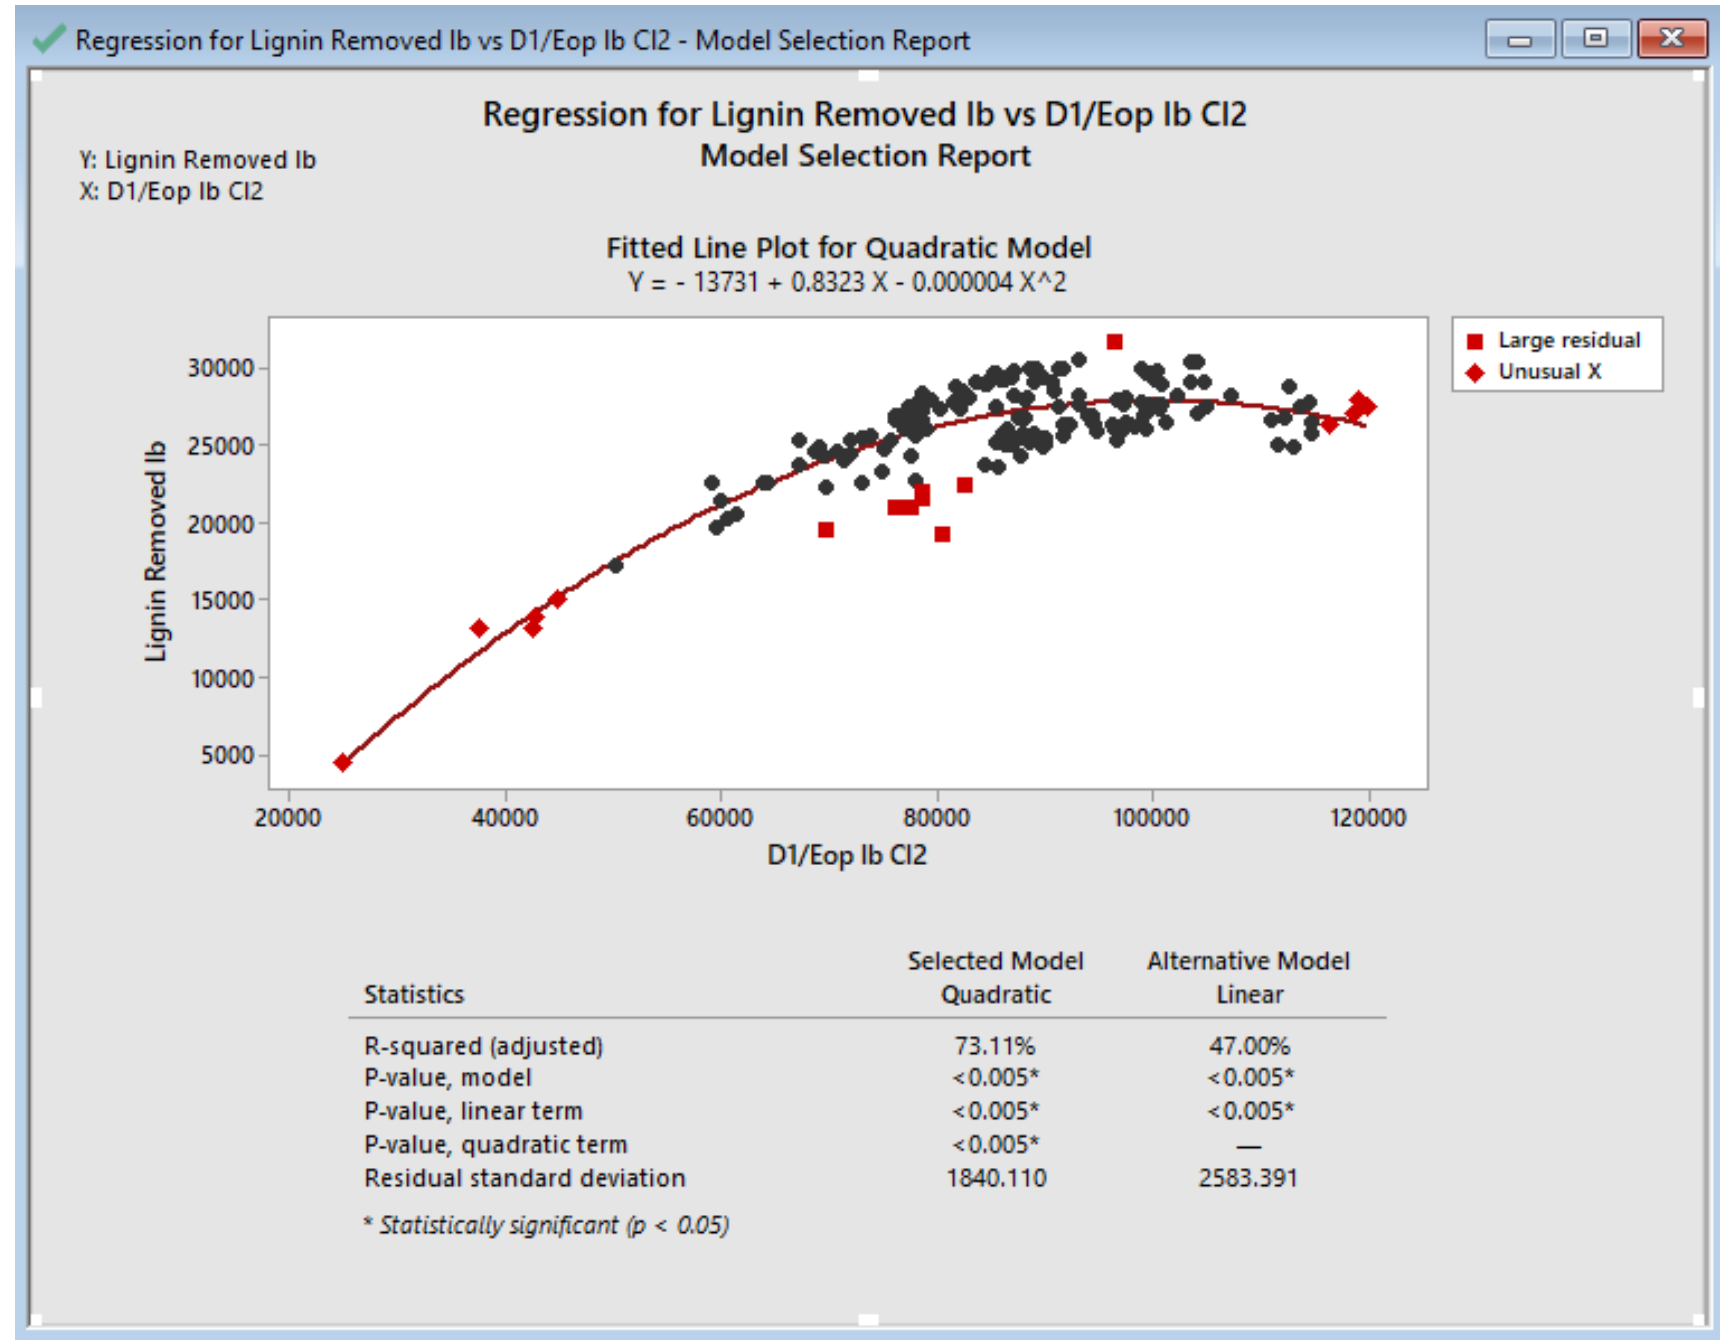 Regression for Lignin Removed lb vs D1/Eop lb Cl2 - Model Selection Report
Regression for Lignin Removed lb vs D1/Eop lb Cl2
Model Selection Report
Y: Lignin Removed lb
X: D1/Eop lb Cl2
Fitted Line Plot for Quadratic Model
Y = - 13731 + 0.8323 X - 0.000004 X^2
Large residual
Unusual X
30000
25000
20000
15000
10000
5000
Lignin Removed lb
20000 40000 60000 80000 100000 120000
D1/Eop lb Cl2
Selected Model Alternative Model
Statistics Quadratic Linear
R-squared (adjusted) 73.11% 47.00%
P-value, model <0.005* <0.005*
P-value, linear term <0.005* <0.005*
P-value, quadratic term <0.005* —
Residual standard deviation 1840.110 2583.391
* Statistically significant (p < 0.05)